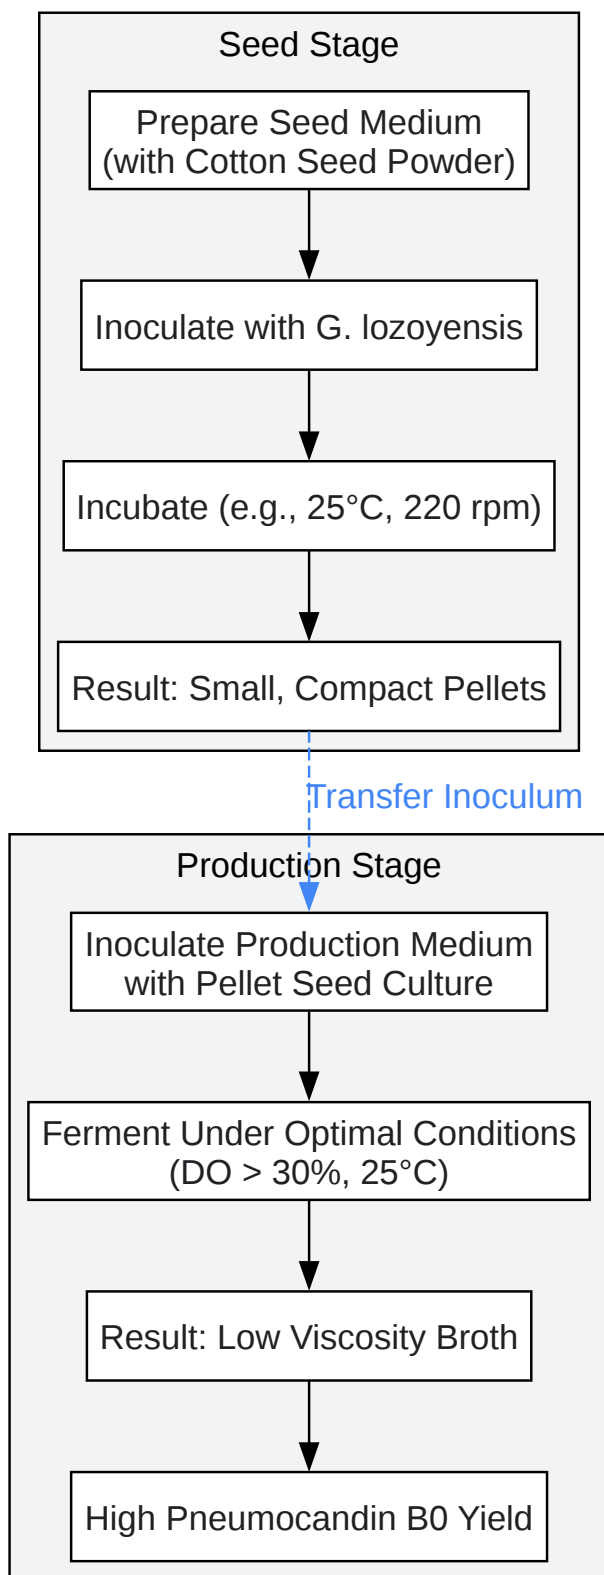 Seed Stage
Prepare Seed Medium
(with Cotton Seed Powder)
Inoculate with G. lozoyensis
Incubate (e.g., 25°C, 220 rpm)
Result: Small, Compact Pellets
Transfer Inoculum
Production Stage
Inoculate Production Medium
with Pellet Seed Culture
Ferment Under Optimal Conditions
(DO > 30%, 25°C)
Result: Low Viscosity Broth
High Pneumocandin B0 Yield